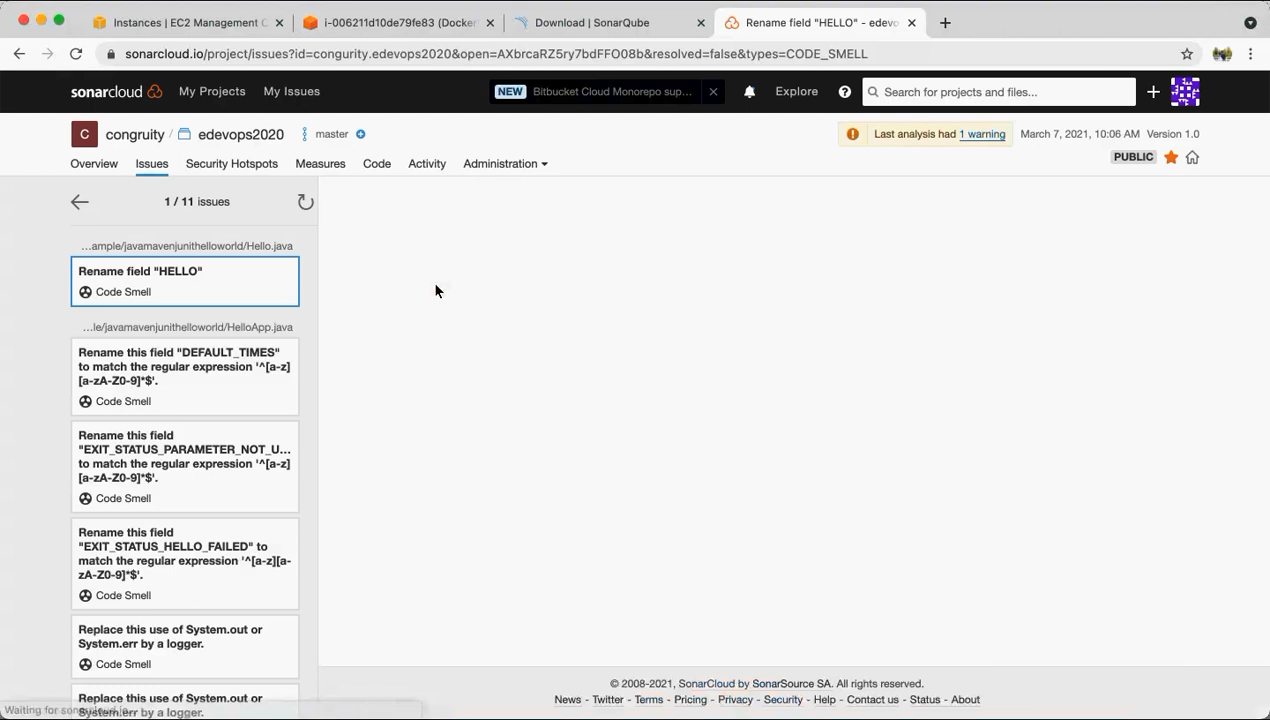 Instances | EC2 Management C
i-006211d10de79fe83 (Docker
Download | SonarQube
Rename field "HELLO" - edevo
sonarcloud.io/project/issues?id=congurity.edevops2020&open=AXbrcaRZ5ry7bdFFO08b&resolved=false&types=CODE_SMELL
sonarcloud My Projects My Issues NEW Bitbucket Cloud Monorepo sup... Explore Search for projects and files...
C congruity / edevops2020 master Last analysis had 1 warning March 7, 2021, 10:06 AM Version 1.0
PUBLIC
Overview Issues Security Hotspots Measures Code Activity Administration
1 / 11 issues
...ample/javamavenjunithelloworld/Hello.java
Rename field "HELLO"
Code Smell
...le/javamavenjunithelloworld/HelloApp.java
Rename this field "DEFAULT_TIMES"
to match the regular expression '^[a-z]
[a-zA-Z0-9]*$'.
Code Smell
Rename this field
"EXIT_STATUS_PARAMETER_NOT_U...
to match the regular expression '^[a-z]
[a-zA-Z0-9]*$'.
Code Smell
Rename this field
"EXIT_STATUS_HELLO_FAILED" to
match the regular expression '^[a-z][a-
zA-Z0-9]*$'.
Code Smell
Replace this use of System.out or
System.err by a logger.
Code Smell
Replace this use of System.out or
System.err by a logger.
Waiting for sonarcloud.io...
© 2008-2021, SonarCloud by SonarSource SA. All rights reserved.
News - Twitter - Terms - Pricing - Privacy - Security - Help - Contact us - Status - About